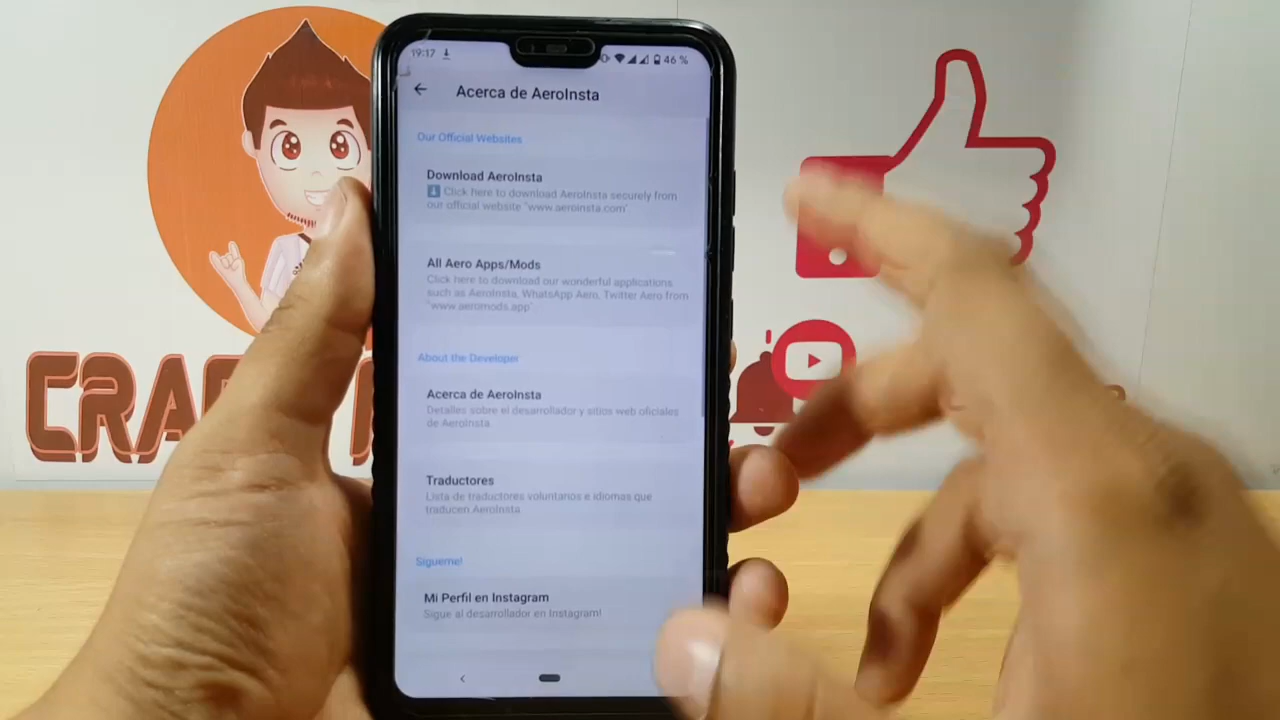 19:17
46 %
Acerca de AeroInsta
Our Official Websites
Download AeroInsta
Click here to download AeroInsta securely from
our official website "www.aeroinsta.com"
All Aero Apps/Mods
Click here to download our wonderful applications,
such as AeroInsta, WhatsApp Aero, Twitter Aero from
"www.aeromods.app"
About the Developer
Acerca de AeroInsta
Detalles sobre el desarrollador y sitios web oficiales
de AeroInsta.
Traductores
Lista de traductores voluntarios e idiomas que
traducen AeroInsta.
Sígueme!
Mi Perfil en Instagram
Sigue al desarrollador en Instagram!